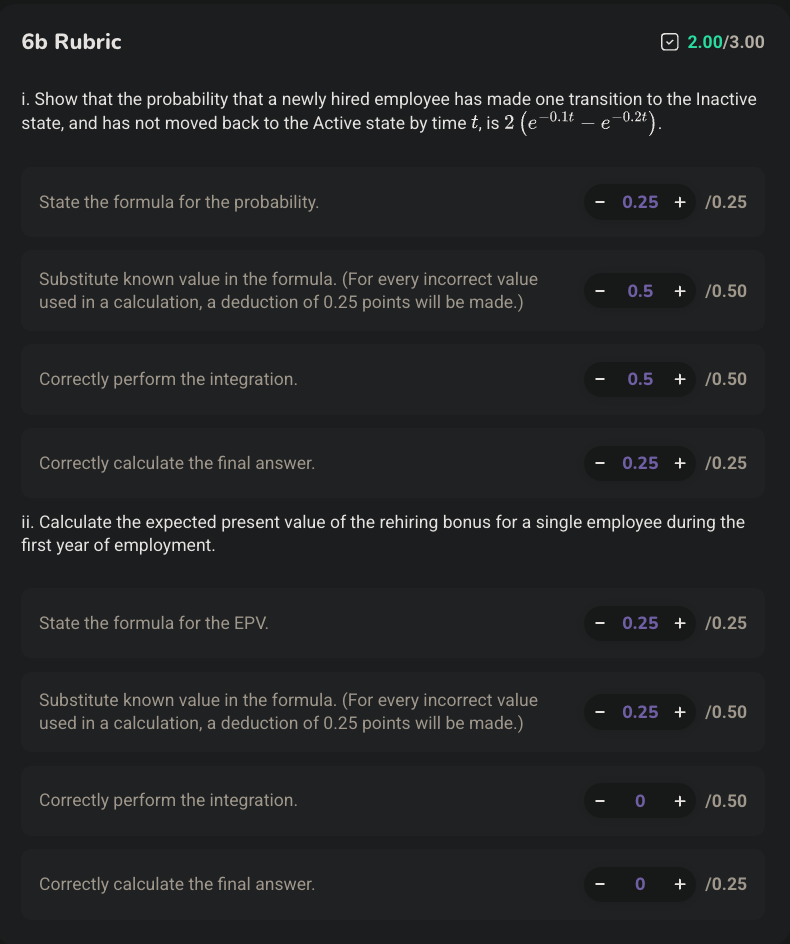 6b Rubric 2.00/3.00
i. Show that the probability that a newly hired employee has made one transition to the Inactive
state, and has not moved back to the Active state by time t, is 2 (e^{-0.1t} − e^{-0.2t}).
State the formula for the probability. − 0.25 + /0.25
Substitute known value in the formula. (For every incorrect value
used in a calculation, a deduction of 0.25 points will be made.) − 0.5 + /0.50
Correctly perform the integration. − 0.5 + /0.50
Correctly calculate the final answer. − 0.25 + /0.25
ii. Calculate the expected present value of the rehiring bonus for a single employee during the
first year of employment.
State the formula for the EPV. − 0.25 + /0.25
Substitute known value in the formula. (For every incorrect value
used in a calculation, a deduction of 0.25 points will be made.) − 0.25 + /0.50
Correctly perform the integration. − 0 + /0.50
Correctly calculate the final answer. − 0 + /0.25